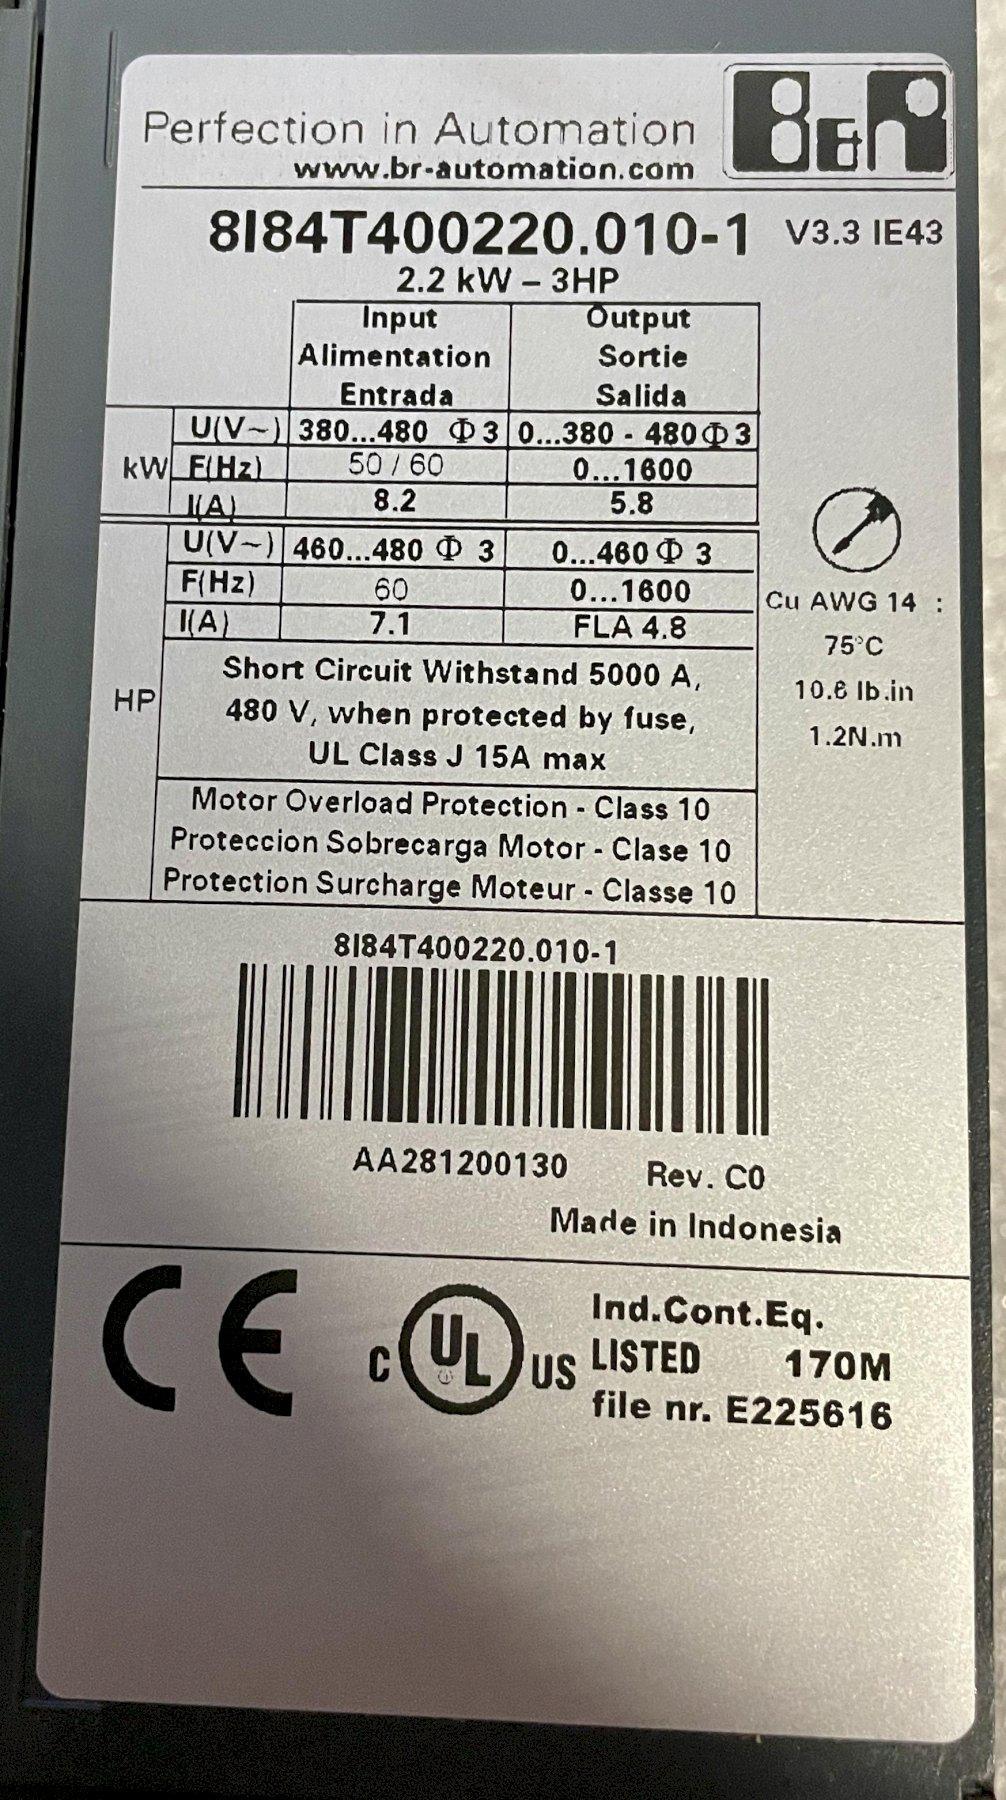 Perfection in Automation
www.br-automation.com
B&R
8I84T400220.010-1 V3.3 IE43
2.2 kW – 3HP
Input Output
Alimentation Sortie
Entrada Salida
kW U(V~) 380...480 Φ 3 0...380 - 480 Φ 3
F(Hz) 50 / 60 0...1600
I(A) 8.2 5.8
HP U(V~) 460...480 Φ 3 0...460 Φ 3
F(Hz) 60 0...1600
I(A) 7.1 FLA 4.8
Short Circuit Withstand 5000 A,
480 V, when protected by fuse,
UL Class J 15A max
Motor Overload Protection - Class 10
Proteccion Sobrecarga Motor - Clase 10
Protection Surcharge Moteur - Classe 10
Cu AWG 14 :
75°C
10.6 lb.in
1.2N.m
8I84T400220.010-1
AA281200130 Rev. C0
Made in Indonesia
CE
C UL US
Ind.Cont.Eq.
LISTED 170M
file nr. E225616